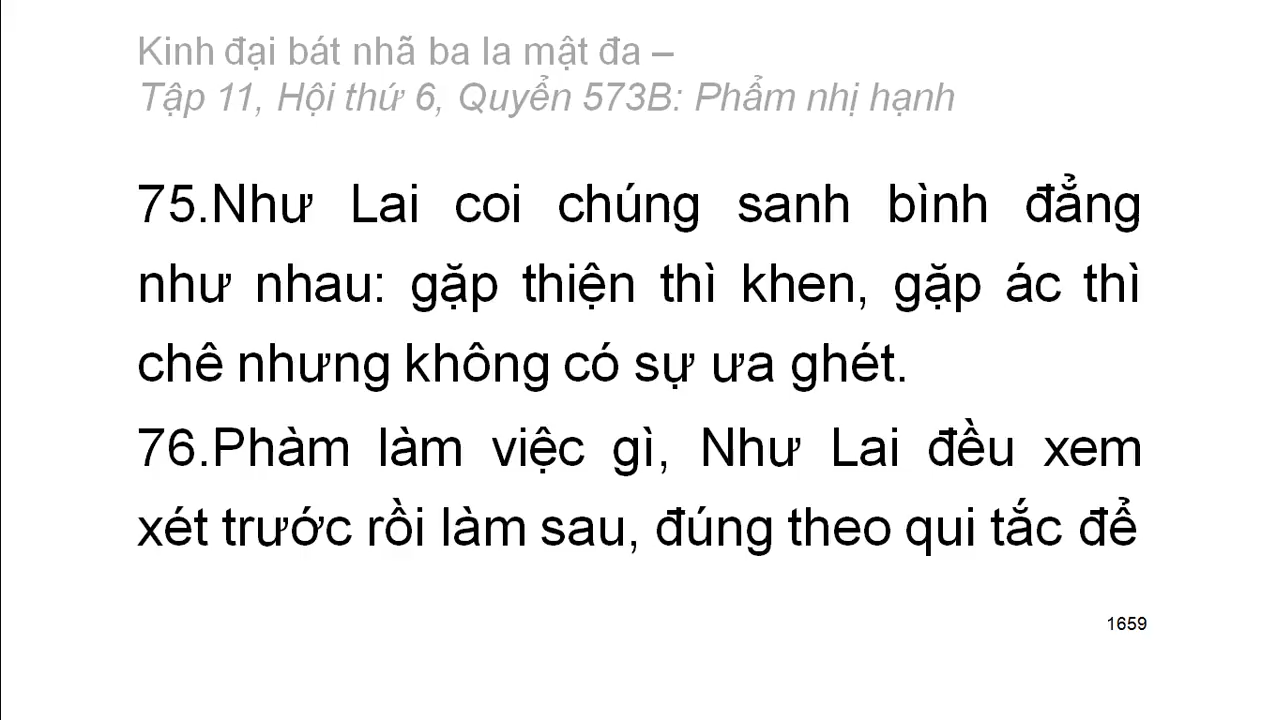 Kinh đại bát nhã ba la mật đa –
Tập 11, Hội thứ 6, Quyển 573B: Phẩm nhị hạnh
75.Như Lai coi chúng sanh bình đẳng
như nhau: gặp thiện thì khen, gặp ác thì
chê nhưng không có sự ưa ghét.
76.Phàm làm việc gì, Như Lai đều xem
xét trước rồi làm sau, đúng theo qui tắc để
1659